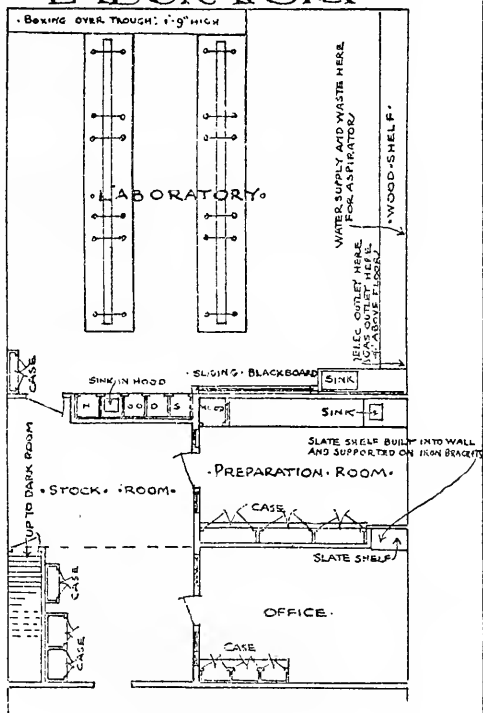 · BOXING OVER TROUGH: 1'-9" HIGH
WATER SUPPLY AND WASTE HERE
FOR ASPIRATORS
· WOOD · SHELF ·
LABORATORY ·
ELEC OUTLET HERE
GAS OUTLET HERE
ABOVE FLOOR
CASE
SINK IN HOOD
· SLIDING · BLACKBOARD
SINK
H OO D S
SINK
SLATE SHELF BUILT INTO WALL
AND SUPPORTED ON IRON BRACKETS
UP TO DARK ROOM
· STOCK · ROOM ·
· PREPARATION · ROOM ·
CASE
SLATE SHELF
CASE
OFFICE ·
CASE
CASE